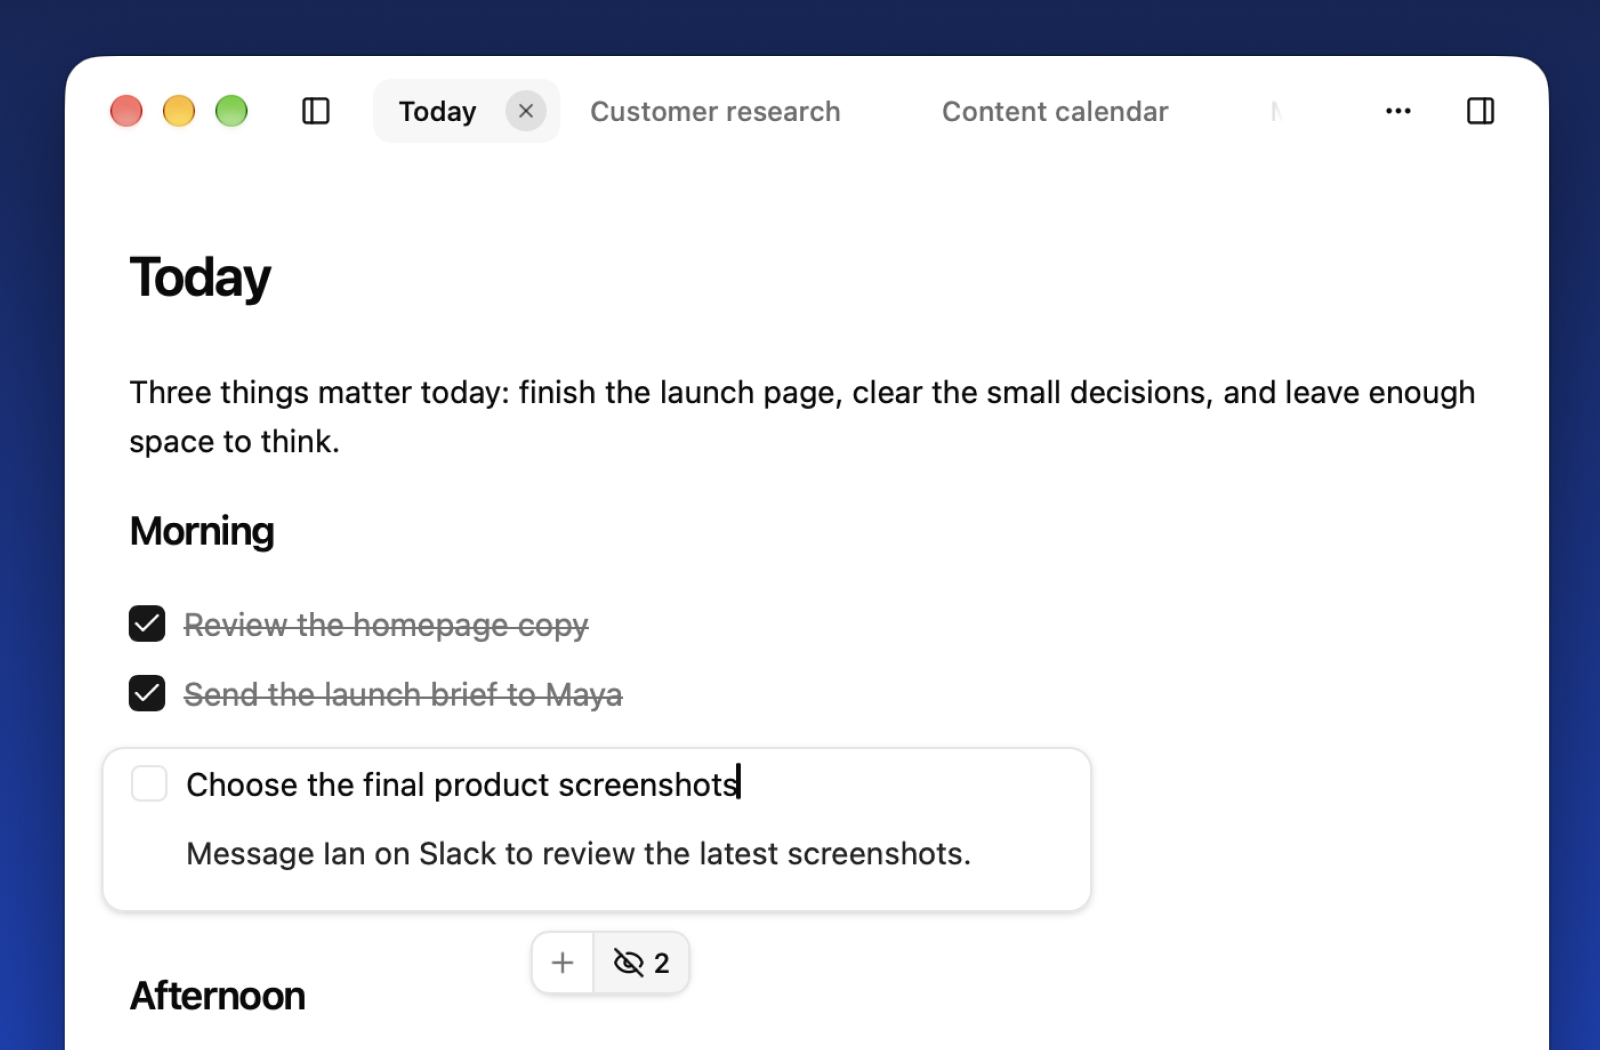 Today
Customer research
Content calendar
Today
Three things matter today: finish the launch page, clear the small decisions, and leave enough
space to think.
Morning
Review the homepage copy
Send the launch brief to Maya
Choose the final product screenshots
Message Ian on Slack to review the latest screenshots.
2
Afternoon